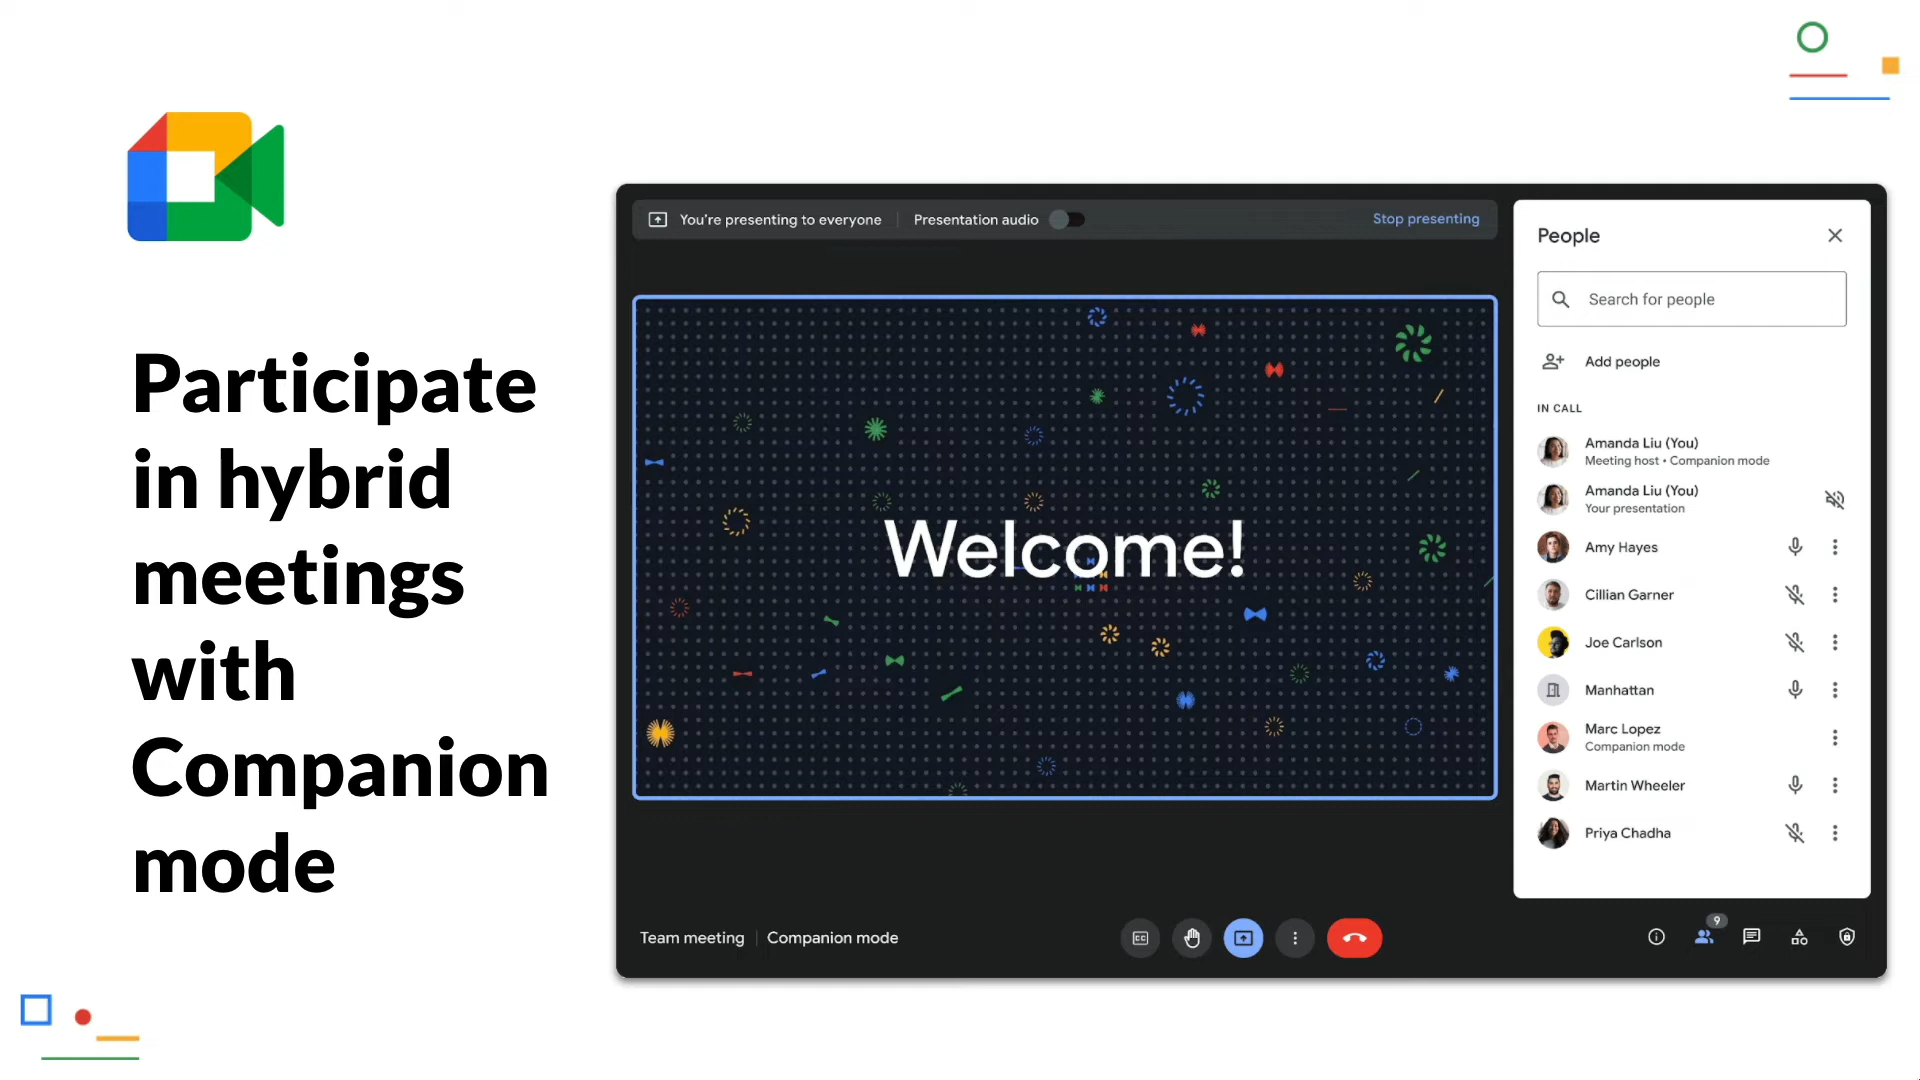 Participate
in hybrid
meetings
with
Companion
mode
You're presenting to everyone
Presentation audio
Stop presenting
Welcome!
People
Search for people
Add people
IN CALL
Amanda Liu (You)
Meeting host • Companion mode
Amanda Liu (You)
Your presentation
Amy Hayes
Cillian Garner
Joe Carlson
Manhattan
Marc Lopez
Companion mode
Martin Wheeler
Priya Chadha
Team meeting
Companion mode
CC
9